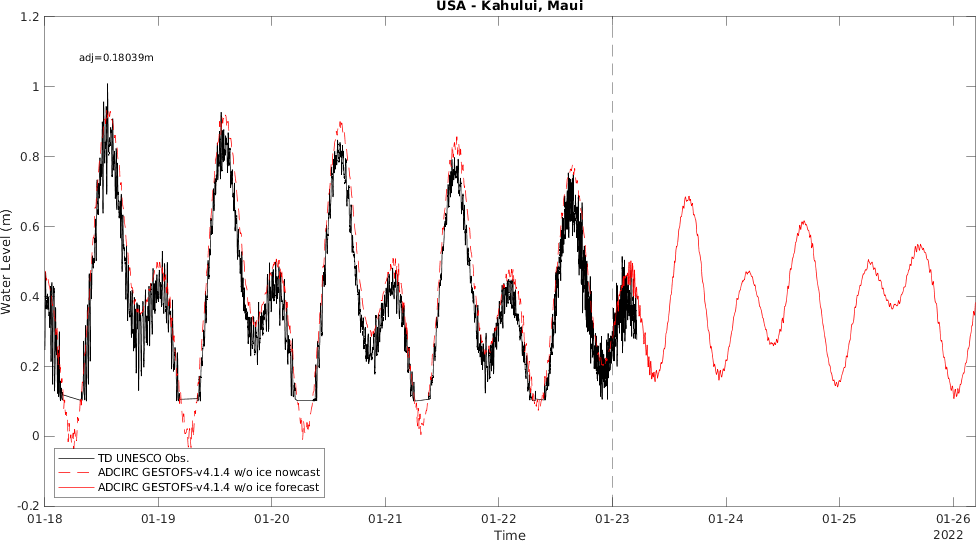 USA - Kahului, Maui
1.2
adj=0.18039m
1
0.8
0.6
Water Level (m)
0.4
0.2
0
TD UNESCO Obs.
ADCIRC GESTOFS-v4.1.4 w/o ice nowcast
ADCIRC GESTOFS-v4.1.4 w/o ice forecast
-0.2
01-18 01-19 01-20 01-21 01-22 01-23 01-24 01-25 01-26
Time 2022